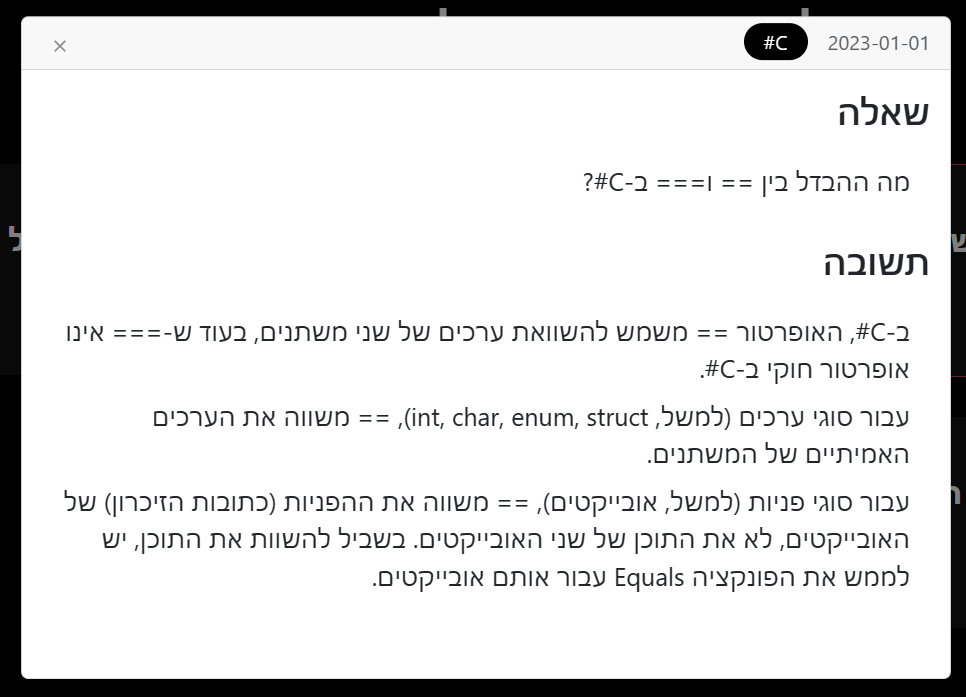 2023-01-01 #C ×
שאלה
מה ההבדל בין == ו=== ב-C#?
תשובה
ב-C#, האופרטור == משמש להשוואת ערכים של שני משתנים, בעוד ש-=== אינו
אופרטור חוקי ב-C#.
עבור סוגי ערכים (למשל, int, char, enum, struct), == משווה את הערכים
האמיתיים של המשתנים.
עבור סוגי פניות (למשל, אובייקטים), == משווה את ההפניות (כתובות הזיכרון) של
האובייקטים, לא את התוכן של שני האובייקטים. בשביל להשוות את התוכן, יש
לממש את הפונקציה Equals עבור אותם אובייקטים.